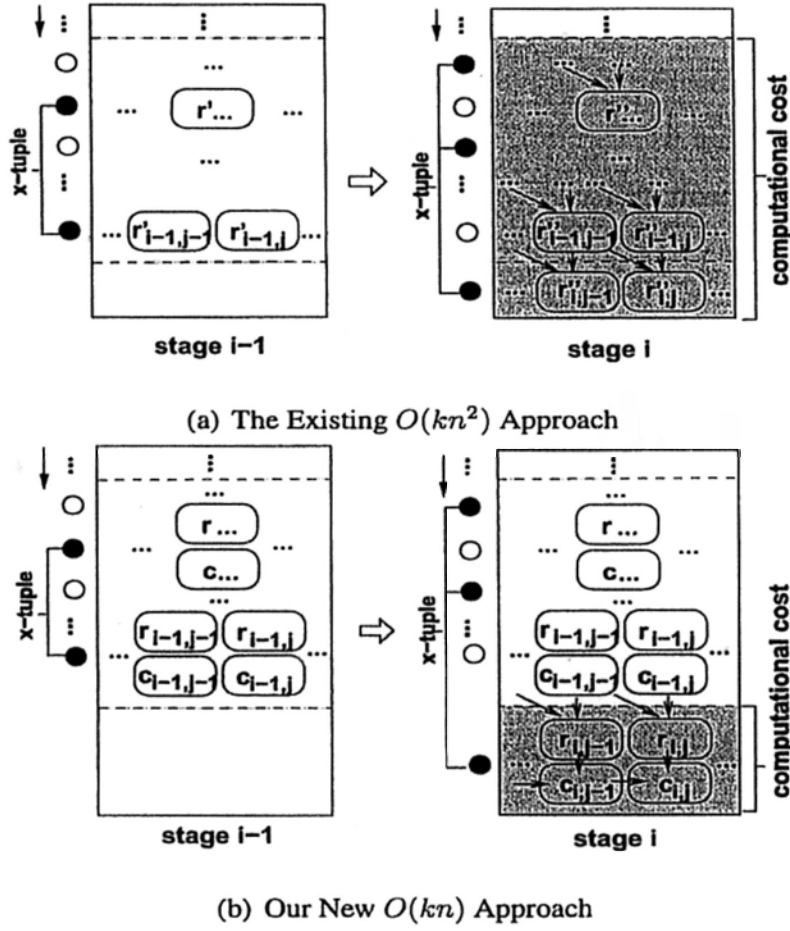 ... ... ... ...
... ... ...
r'... r''...
... ... ... ...
x-tuple x-tuple
... ...
... ... ... ...
... r'i-1,j-1 r'i-1,j ... r''i-1,j-1 r''i-1,j
... r''i,j-1 r''i,j ...
computational cost
stage i-1 stage i
(a) The Existing O(kn²) Approach
... ... ... ...
... ...
r ... r ...
... ... ... ...
c ... c ...
... ...
x-tuple x-tuple
... ...
ri-1,j-1 ri-1,j ri-1,j-1 ri-1,j
... ... ... ...
ci-1,j-1 ci-1,j ci-1,j-1 ci-1,j
ri,j-1 ri,j
... ...
ci,j-1 ci,j
computational cost
stage i-1 stage i
(b) Our New O(kn) Approach